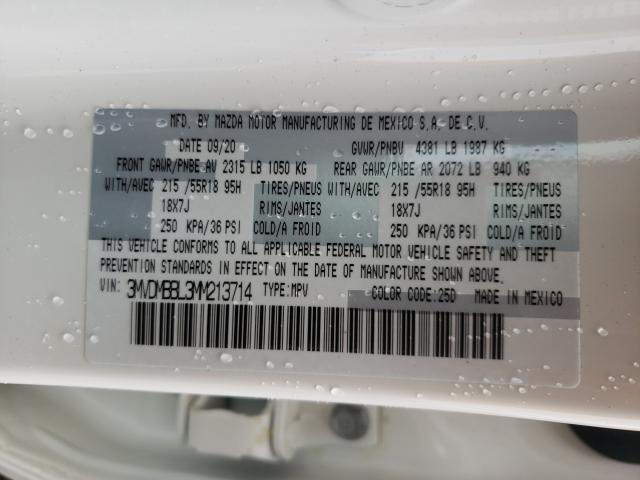 MFD. BY MAZDA MOTOR MANUFACTURING DE MEXICO S.A. DE C.V.
DATE 09/20 GVWR/PNBV 4381 LB 1987 KG
FRONT GAWR/PNBE AV 2315 LB 1050 KG REAR GAWR/PNBE AR 2072 LB 940 KG
WITH/AVEC 215 /55R18 95H TIRES/PNEUS WITH/AVEC 215 /55R18 95H TIRES/PNEUS
18X7J RIMS/JANTES 18X7J RIMS/JANTES
250 KPA/36 PSI COLD/A FROID 250 KPA/36 PSI COLD/A FROID
THIS VEHICLE CONFORMS TO ALL APPLICABLE FEDERAL MOTOR VEHICLE SAFETY AND THEFT
PREVENTION STANDARDS IN EFFECT ON THE DATE OF MANUFACTURE SHOWN ABOVE.
VIN: 3MVDMBBL3MM213714 TYPE:MPV COLOR CODE:25D MADE IN MEXICO